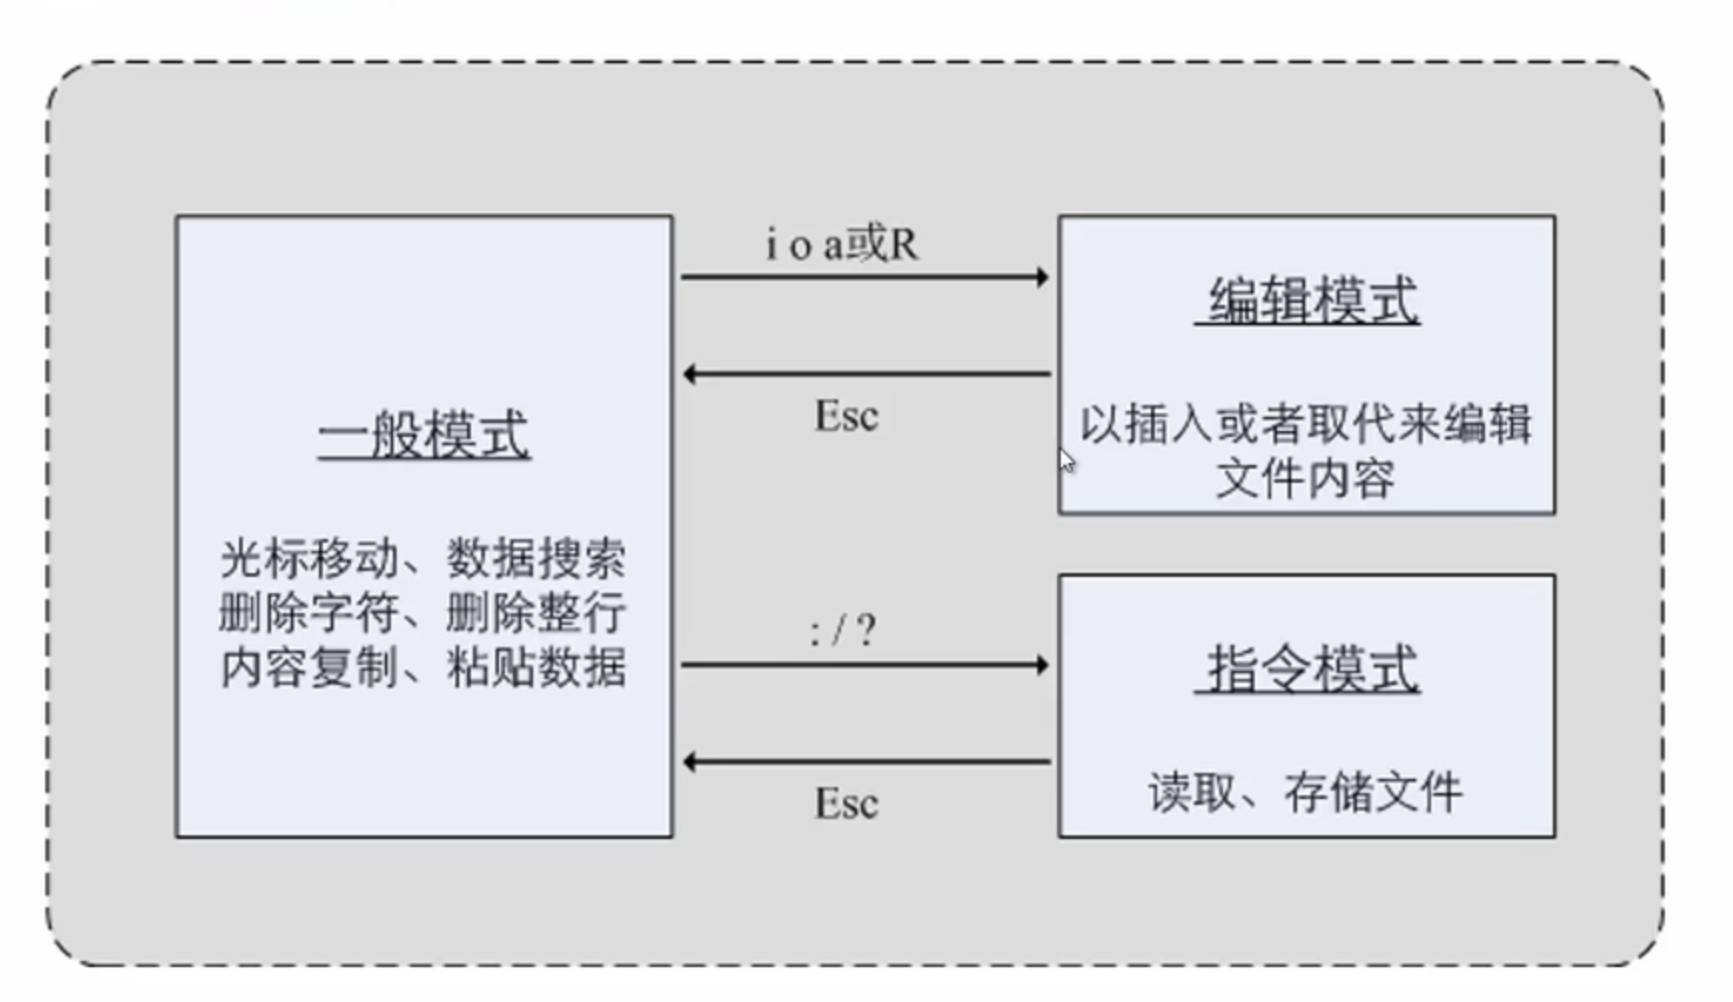 一般模式
光标移动、数据搜索
删除字符、删除整行
内容复制、粘贴数据
i o a或R
Esc
编辑模式
以插入或者取代来编辑
文件内容
: / ?
Esc
指令模式
读取、存储文件